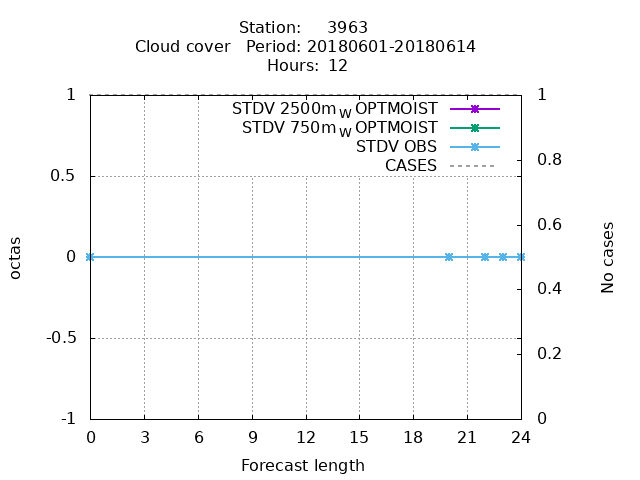 Station: 3963
Cloud cover Period: 20180601-20180614
Hours: 12
STDV 2500m_W OPTMOIST
STDV 750m_W OPTMOIST
STDV OBS
CASES
1
0.5
0
-0.5
-1
1
0.8
0.6
0.4
0.2
0
octas
No cases
0 3 6 9 12 15 18 21 24
Forecast length